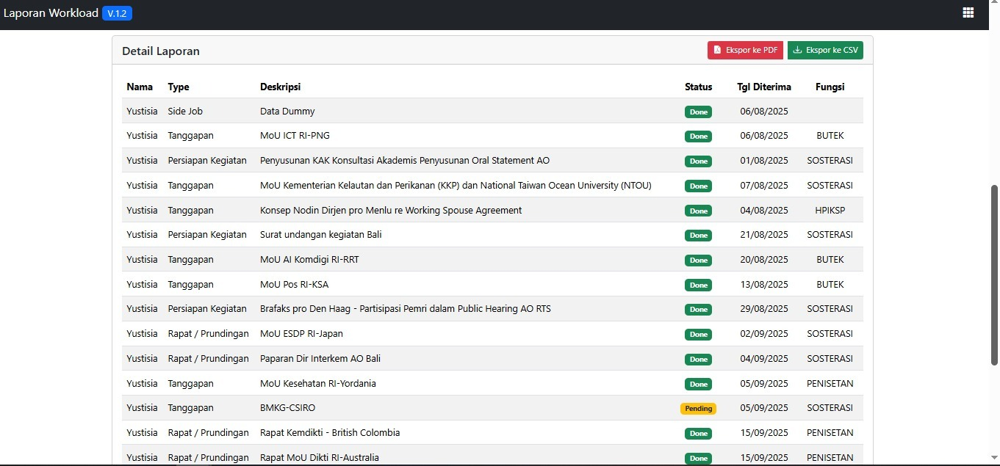 Laporan Workload V.1.2
Detail Laporan Ekspor ke PDF Ekspor ke CSV
Nama Type Deskripsi Status Tgl Diterima Fungsi
Yustisia Side Job Data Dummy Done 06/08/2025
Yustisia Tanggapan MoU ICT RI-PNG Done 06/08/2025 BUTEK
Yustisia Persiapan Kegiatan Penyusunan KAK Konsultasi Akademis Penyusunan Oral Statement AO Done 01/08/2025 SOSTERASI
Yustisia Tanggapan MoU Kementerian Kelautan dan Perikanan (KKP) dan National Taiwan Ocean University (NTOU) Done 07/08/2025 SOSTERASI
Yustisia Tanggapan Konsep Nodin Dirjen pro Menlu re Working Spouse Agreement Done 04/08/2025 HPIKSP
Yustisia Persiapan Kegiatan Surat undangan kegiatan Bali Done 21/08/2025 SOSTERASI
Yustisia Tanggapan MoU AI Komdigi RI-RRT Done 20/08/2025 BUTEK
Yustisia Tanggapan MoU Pos RI-KSA Done 13/08/2025 BUTEK
Yustisia Persiapan Kegiatan Brafaks pro Den Haag - Partisipasi Pemri dalam Public Hearing AO RTS Done 29/08/2025 SOSTERASI
Yustisia Rapat / Prundingan MoU ESDP RI-Japan Done 02/09/2025 SOSTERASI
Yustisia Rapat / Prundingan Paparan Dir Interkem AO Bali Done 04/09/2025 SOSTERASI
Yustisia Tanggapan MoU Kesehatan RI-Yordania Done 05/09/2025 PENISETAN
Yustisia Tanggapan BMKG-CSIRO Pending 05/09/2025 SOSTERASI
Yustisia Rapat / Prundingan Rapat Kemdikti - British Colombia Done 15/09/2025 PENISETAN
Yustisia Rapat / Prundingan Rapat MoU Dikti RI-Australia Done 15/09/2025 PENISETAN